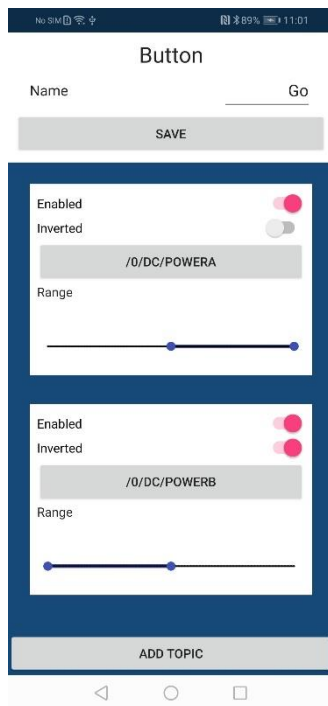 No SIM 89% 11:01
Button
Name Go
SAVE
Enabled
Inverted
/0/DC/POWERA
Range
Enabled
Inverted
/0/DC/POWERB
Range
ADD TOPIC